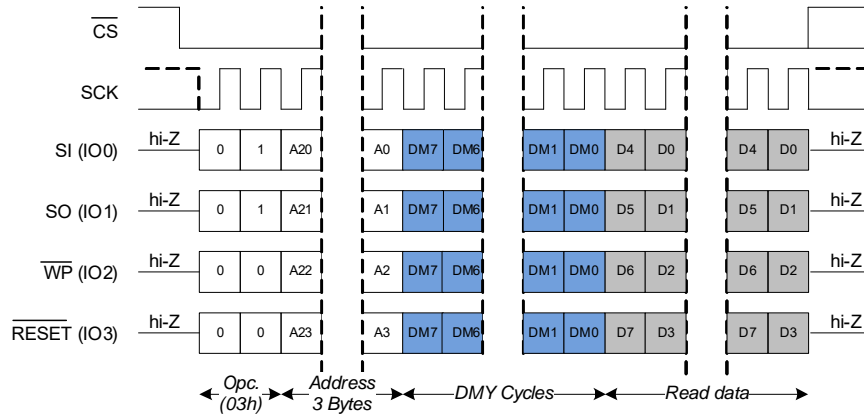 CS
SCK
SI (IO0) hi-Z 0 1 A20 A0 DM7 DM6 DM1 DM0 D4 D0 D4 D0 hi-Z
SO (IO1) hi-Z 0 1 A21 A1 DM7 DM6 DM1 DM0 D5 D1 D5 D1 hi-Z
WP (IO2) hi-Z 0 0 A22 A2 DM7 DM6 DM1 DM0 D6 D2 D6 D2 hi-Z
RESET (IO3) hi-Z 0 0 A23 A3 DM7 DM6 DM1 DM0 D7 D3 D7 D3 hi-Z
Opc. Address DMY Cycles Read data
(03h) 3 Bytes